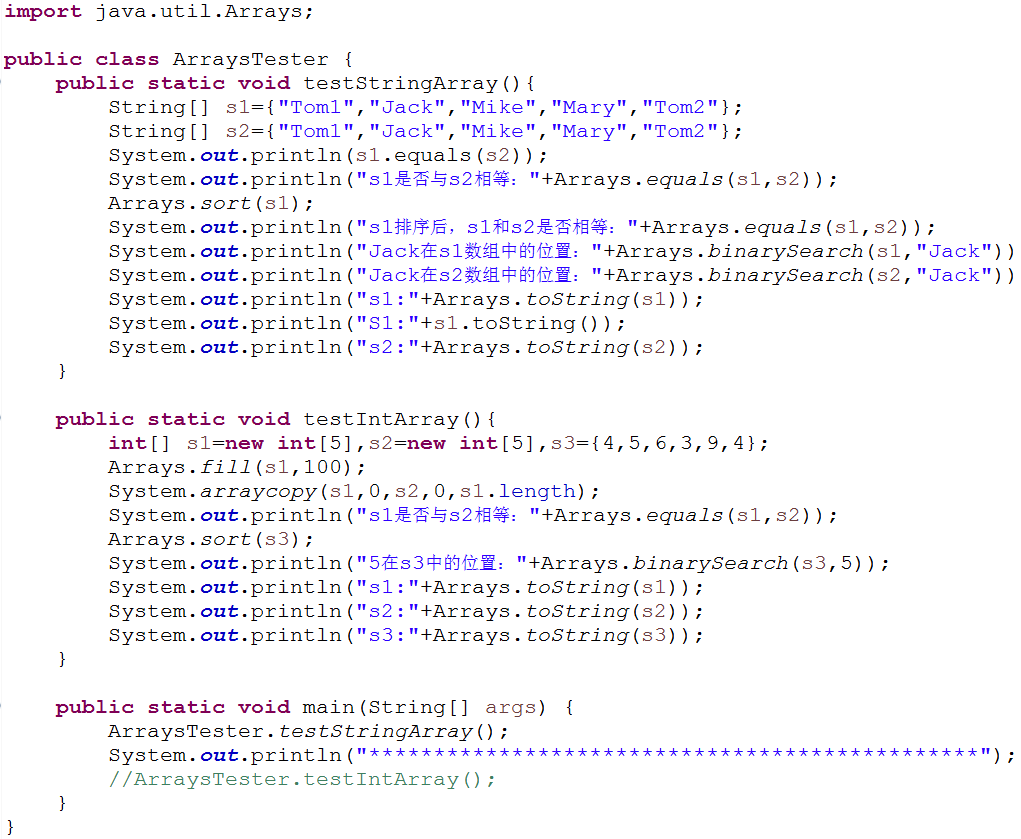 import java.util.Arrays;
public class ArraysTester {
public static void testStringArray(){
String[] s1={"Tom1","Jack","Mike","Mary","Tom2"};
String[] s2={"Tom1","Jack","Mike","Mary","Tom2"};
System.out.println(s1.equals(s2));
System.out.println("s1是否与s2相等："+Arrays.equals(s1,s2));
Arrays.sort(s1);
System.out.println("s1排序后，s1和s2是否相等："+Arrays.equals(s1,s2));
System.out.println("Jack在s1数组中的位置："+Arrays.binarySearch(s1,"Jack"))
System.out.println("Jack在s2数组中的位置："+Arrays.binarySearch(s2,"Jack"))
System.out.println("s1:"+Arrays.toString(s1));
System.out.println("S1:"+s1.toString());
System.out.println("s2:"+Arrays.toString(s2));
}
public static void testIntArray(){
int[] s1=new int[5],s2=new int[5],s3={4,5,6,3,9,4};
Arrays.fill(s1,100);
System.arraycopy(s1,0,s2,0,s1.length);
System.out.println("s1是否与s2相等："+Arrays.equals(s1,s2));
Arrays.sort(s3);
System.out.println("5在s3中的位置："+Arrays.binarySearch(s3,5));
System.out.println("s1:"+Arrays.toString(s1));
System.out.println("s2:"+Arrays.toString(s2));
System.out.println("s3:"+Arrays.toString(s3));
}
public static void main(String[] args) {
ArraysTester.testStringArray();
System.out.println("***********************************************");
//ArraysTester.testIntArray();
}
}